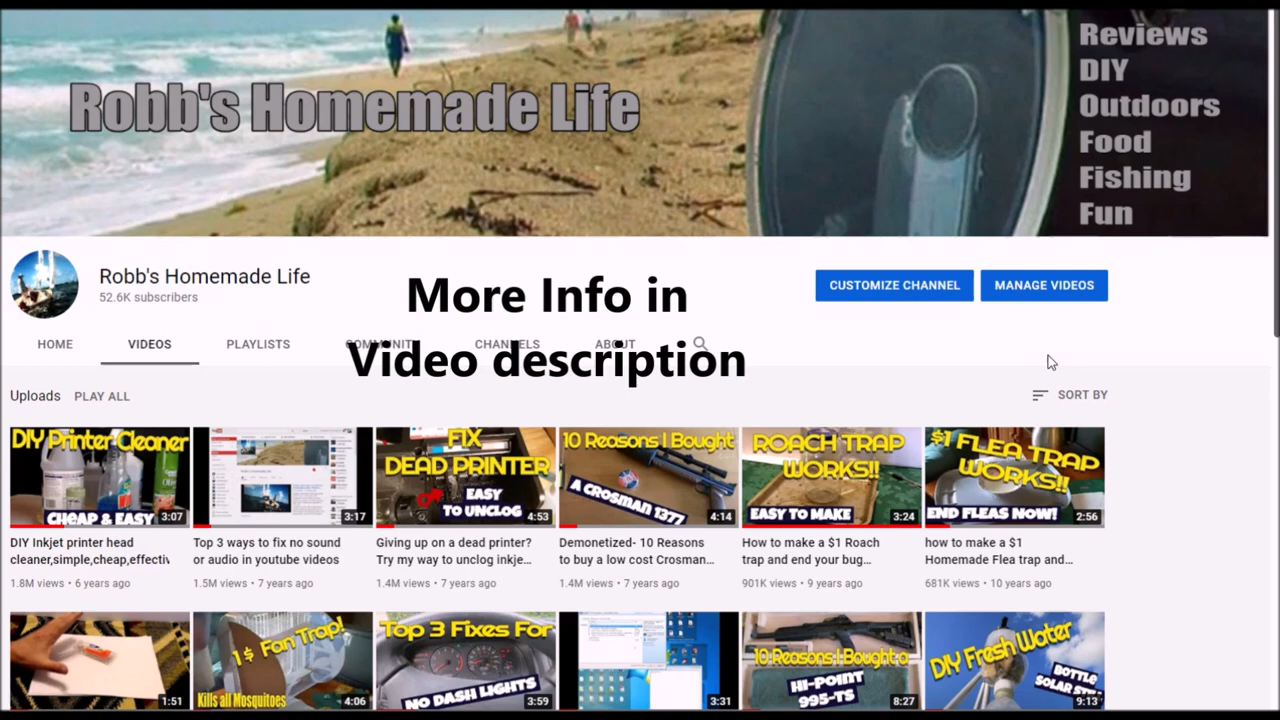 Reviews
DIY
Outdoors
Food
Fishing
Fun
Robb's Homemade Life
Robb's Homemade Life
52.6K subscribers
CUSTOMIZE CHANNEL
MANAGE VIDEOS
More Info in
Video description
HOME
VIDEOS
PLAYLISTS
COMMUNITY
CHANNELS
ABOUT
Uploads
PLAY ALL
SORT BY
DIY Printer Cleaner
CHEAP & EASY
3:07
3:17
FIX
DEAD PRINTER
EASY
TO UNCLOG
4:53
10 Reasons I Bought
A CROSMAN 1377
4:14
ROACH TRAP
WORKS!!
EASY TO MAKE
3:24
$1 FLEA TRAP
WORKS!!
END FLEAS NOW!
2:56
DIY Inkjet printer head
cleaner,simple,cheap,effectiv
1.8M views • 6 years ago
Top 3 ways to fix no sound
or audio in youtube videos
1.5M views • 7 years ago
Giving up on a dead printer?
Try my way to unclog inkje...
1.4M views • 7 years ago
Demonetized- 10 Reasons
to buy a low cost Crosman...
1.4M views • 7 years ago
How to make a $1 Roach
trap and end your bug...
901K views • 9 years ago
how to make a $1
Homemade Flea trap and...
681K views • 10 years ago
1:51
1$ Fan Trap!
Kills all Mosquitoes
4:06
Top 3 Fixes For
NO DASH LIGHTS
3:59
3:31
10 Reasons I Bought a
HI-POINT
995-TS
8:27
DIY Fresh Water
BOTTLE
SOLAR
9:13